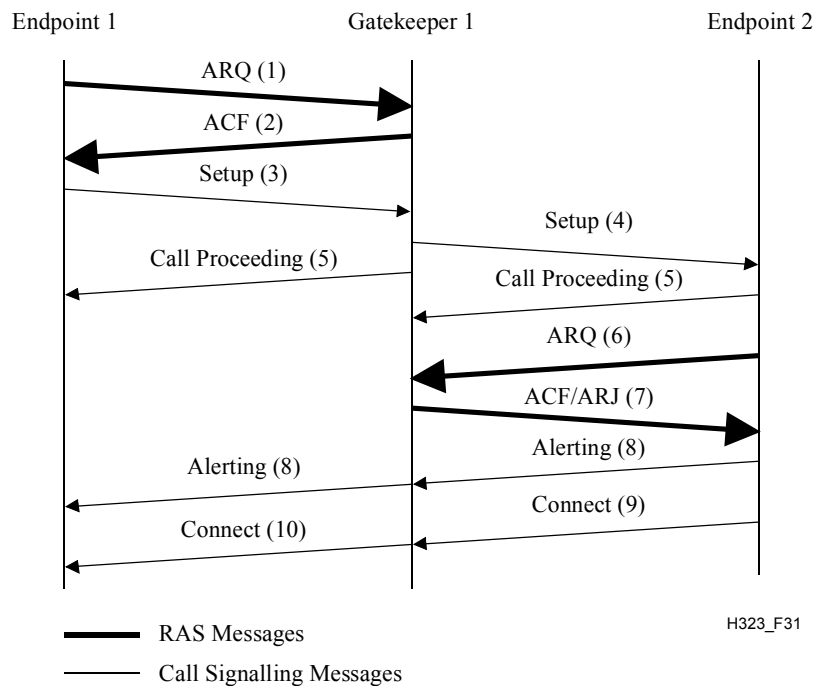 Endpoint 1
Gatekeeper 1
Endpoint 2
ARQ (1)
ACF (2)
Setup (3)
Setup (4)
Call Proceeding (5)
Call Proceeding (5)
ARQ (6)
ACF/ARJ (7)
Alerting (8)
Alerting (8)
Connect (9)
Connect (10)
H323_F31
RAS Messages
Call Signalling Messages